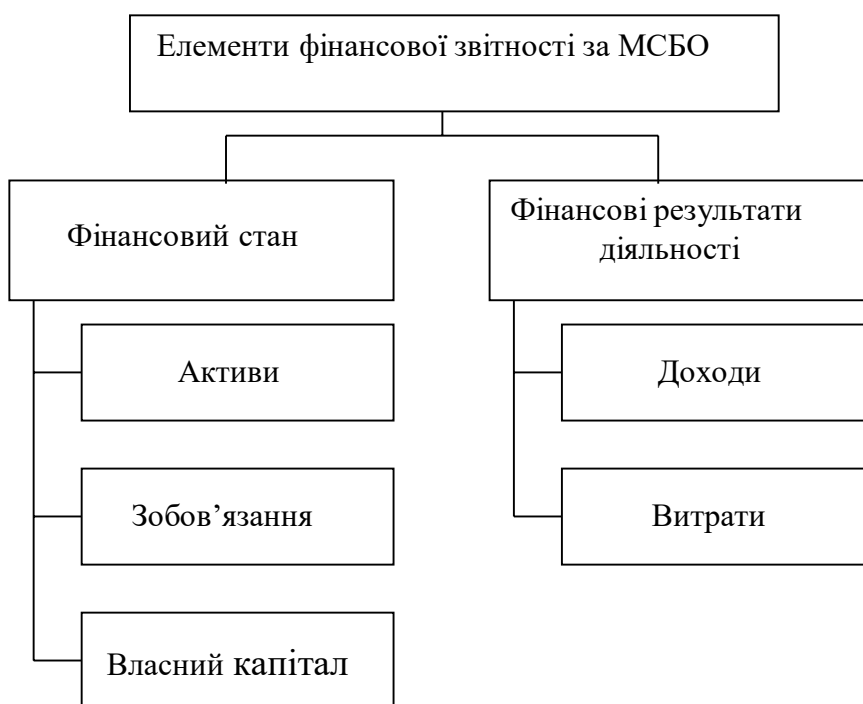 Елементи фінансової звітності за МСБО
Фінансовий стан
Активи
Зобов’язання
Власний капітал
Фінансові результати
діяльності
Доходи
Витрати